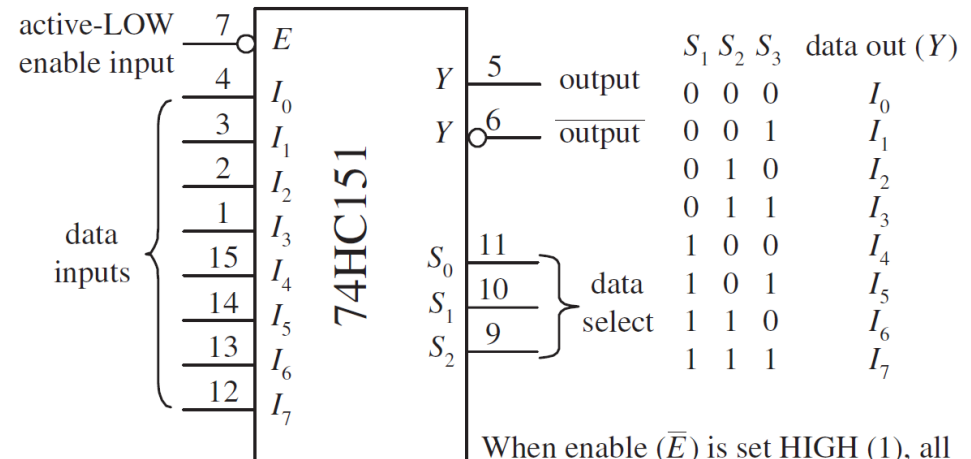 active-LOW
enable input
7
E
4
I₀
3
I₁
2
I₂
1
I₃
15
I₄
14
I₅
13
I₆
12
I₇
data
inputs
74HC151
Y 5 output
Y 6 o̅u̅t̅p̅u̅t̅
S₀ 11
S₁ 10
S₂ 9
data
select
S₁ S₂ S₃ data out (Y)
0 0 0 I₀
0 0 1 I₁
0 1 0 I₂
0 1 1 I₃
1 0 0 I₄
1 0 1 I₅
1 1 0 I₆
1 1 1 I₇
When enable (E̅) is set HIGH (1), all